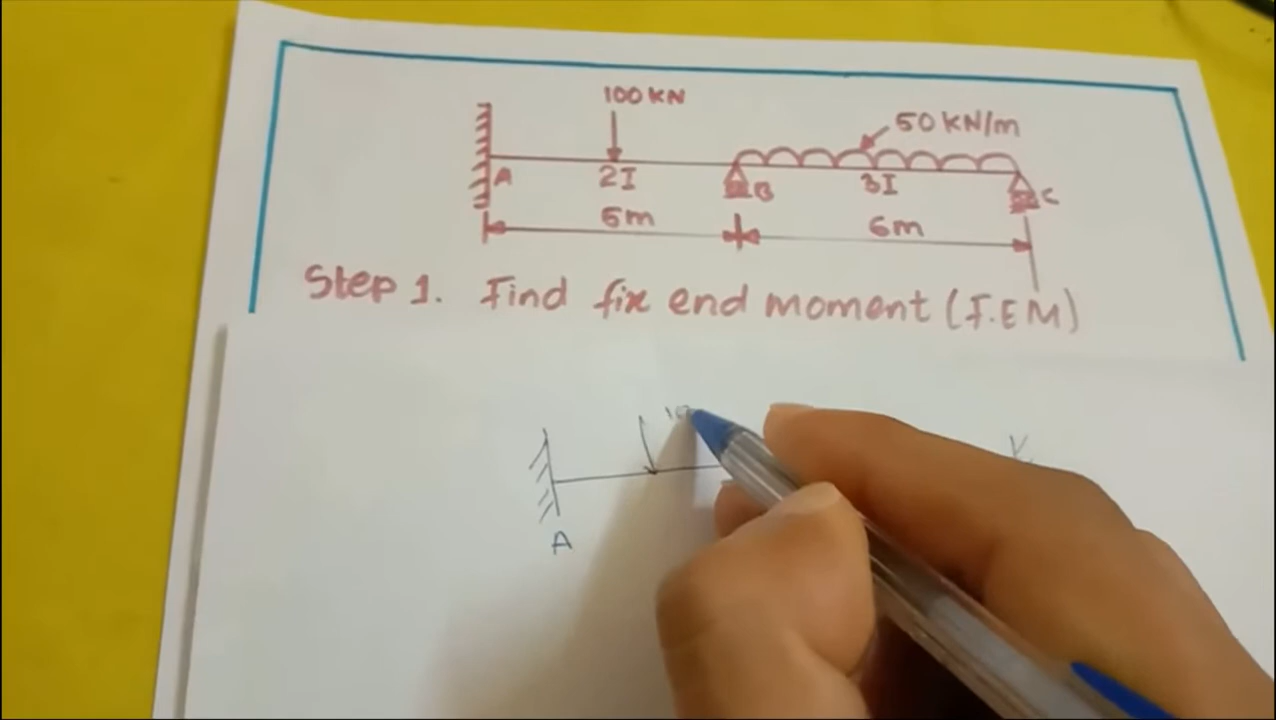 100 KN
50 KN/m
A 2I B 3I C
5m 6m
Step 1. Find fix end moment (F.E.M)
A